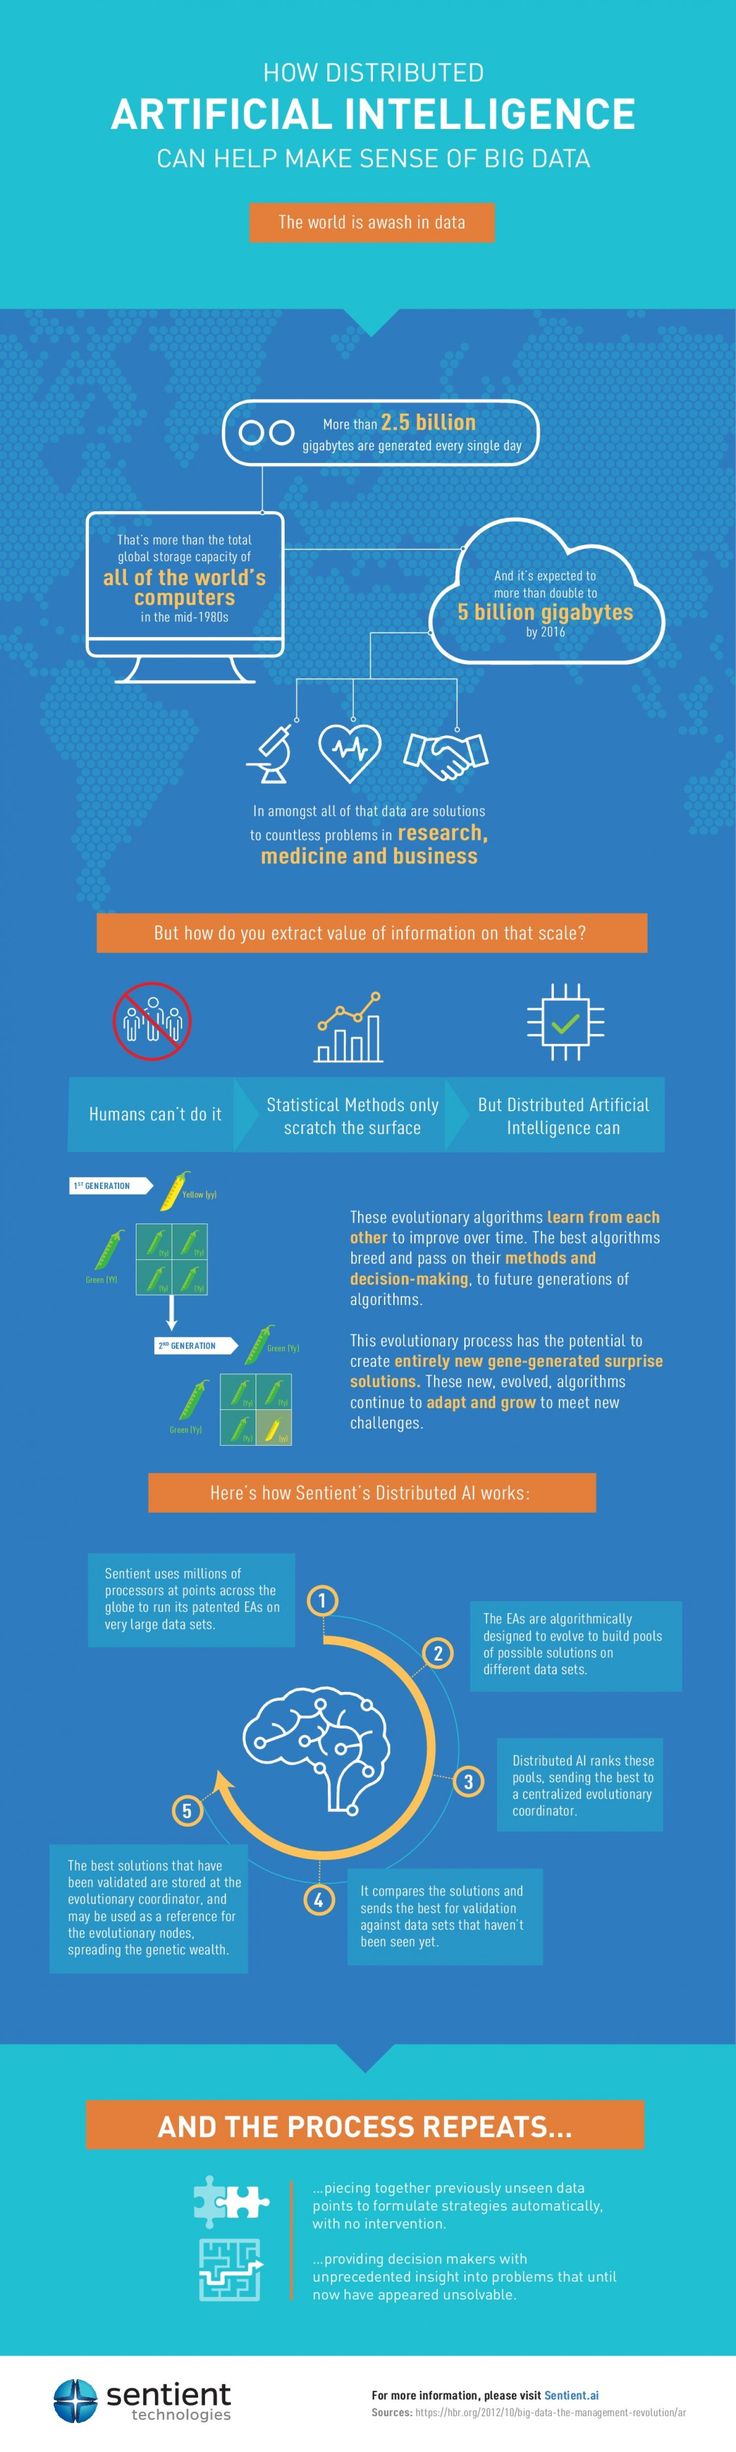 HOW DISTRIBUTED
ARTIFICIAL INTELLIGENCE
CAN HELP MAKE SENSE OF BIG DATA
The world is awash in data
More than 2.5 billion
gigabytes are generated every single day
That's more than the total
global storage capacity of
all of the world's
computers
in the mid-1980s
And it's expected to
more than double to
5 billion gigabytes
by 2016
In amongst all of that data are solutions
to countless problems in research,
medicine and business
But how do you extract value of information on that scale?
Humans can't do it
Statistical Methods only
scratch the surface
But Distributed Artificial
Intelligence can
1ST GENERATION
Yellow (yy)
Green (YY)
(Yy)
(Yy)
(Yy)
(Yy)
2ND GENERATION
Green (Yy)
Green (Yy)
(Yy)
(yy)
These evolutionary algorithms learn from each
other to improve over time. The best algorithms
breed and pass on their methods and
decision-making, to future generations of
algorithms.
This evolutionary process has the potential to
create entirely new gene-generated surprise
solutions. These new, evolved, algorithms
continue to adapt and grow to meet new
challenges.
Here's how Sentient's Distributed AI works:
1
Sentient uses millions of
processors at points across the
globe to run its patented EAs on
very large data sets.
2
The EAs are algorithmically
designed to evolve to build pools
of possible solutions on
different data sets.
3
Distributed AI ranks these
pools, sending the best to
a centralized evolutionary
coordinator.
4
It compares the solutions and
sends the best for validation
against data sets that haven't
been seen yet.
5
The best solutions that have
been validated are stored at the
evolutionary coordinator, and
may be used as a reference for
the evolutionary nodes,
spreading the genetic wealth.
AND THE PROCESS REPEATS...
...piecing together previously unseen data
points to formulate strategies automatically,
with no intervention.
...providing decision makers with
unprecedented insight into problems that until
now have appeared unsolvable.
sentient
technologies
For more information, please visit Sentient.ai
Sources: https://hbr.org/2012/10/big-data-the-management-revolution/ar